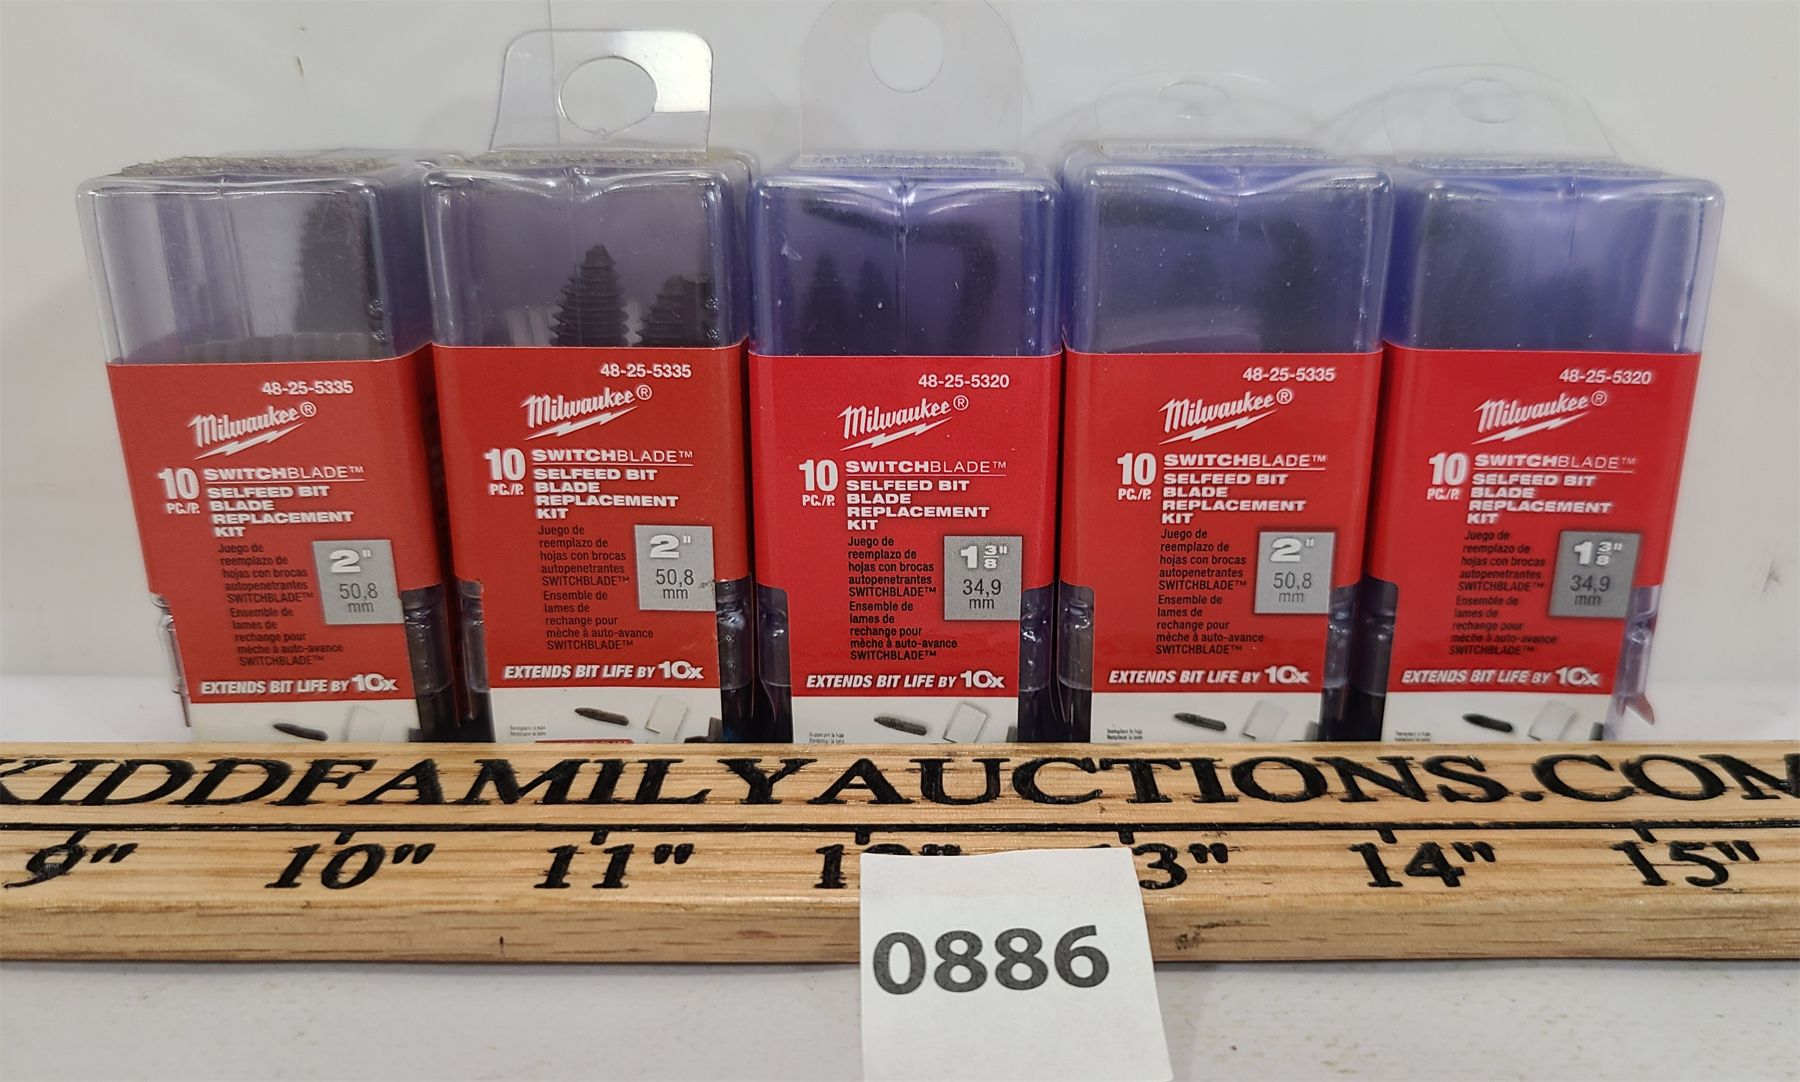 48-25-5335
Milwaukee®
10 PC./P.
SWITCHBLADE™
SELFEED BIT
BLADE
REPLACEMENT
KIT
Juego de
reemplazo de
hojas con brocas
autopenetrantes
SWITCHBLADE™
Ensemble de
lames de
rechange pour
mèche à auto-avance
SWITCHBLADE™
2"
50,8
mm
EXTENDS BIT LIFE BY 10x
48-25-5335
Milwaukee®
10 PC./P.
SWITCHBLADE™
SELFEED BIT
BLADE
REPLACEMENT
KIT
Juego de
reemplazo de
hojas con brocas
autopenetrantes
SWITCHBLADE™
Ensemble de
lames de
rechange pour
mèche à auto-avance
SWITCHBLADE™
2"
50,8
mm
EXTENDS BIT LIFE BY 10x
48-25-5320
Milwaukee®
10 PC./P.
SWITCHBLADE™
SELFEED BIT
BLADE
REPLACEMENT
KIT
Juego de
reemplazo de
hojas con brocas
autopenetrantes
SWITCHBLADE™
Ensemble de
lames de
rechange pour
mèche à auto-avance
SWITCHBLADE™
1 3/8"
34,9
mm
EXTENDS BIT LIFE BY 10x
48-25-5335
Milwaukee®
10 PC./P.
SWITCHBLADE™
SELFEED BIT
BLADE
REPLACEMENT
KIT
Juego de
reemplazo de
hojas con brocas
autopenetrantes
SWITCHBLADE™
Ensemble de
lames de
rechange pour
mèche à auto-avance
SWITCHBLADE™
2"
50,8
mm
EXTENDS BIT LIFE BY 10x
48-25-5320
Milwaukee®
10 PC./P.
SWITCHBLADE™
SELFEED BIT
BLADE
REPLACEMENT
KIT
Juego de
reemplazo de
hojas con brocas
autopenetrantes
SWITCHBLADE™
Ensemble de
lames de
rechange pour
mèche à auto-avance
SWITCHBLADE™
1 3/8"
34,9
mm
EXTENDS BIT LIFE BY 10x
KIDDFAMILYAUCTIONS.COM
9" 10" 11" 12" 3" 14" 15"
0886